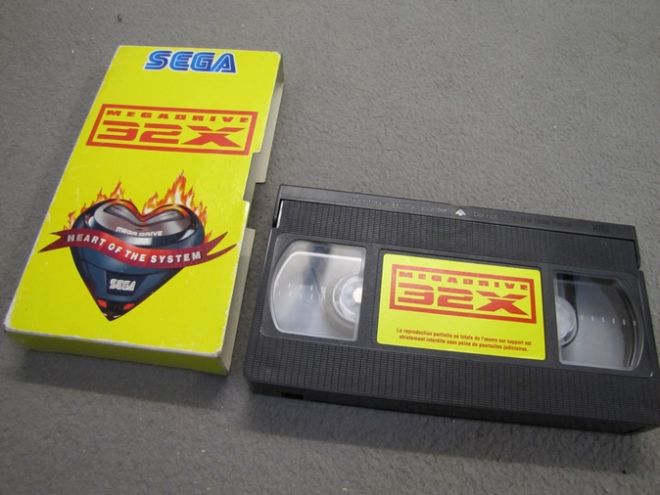 SEGA
MEGADRIVE
32X
MEGA DRIVE
HEART OF THE SYSTEM
SEGA
MEGADRIVE
32X
La reproduction partielle ou totale de l'œuvre sur support est
strictement interdite sous peine de poursuites judiciaires.